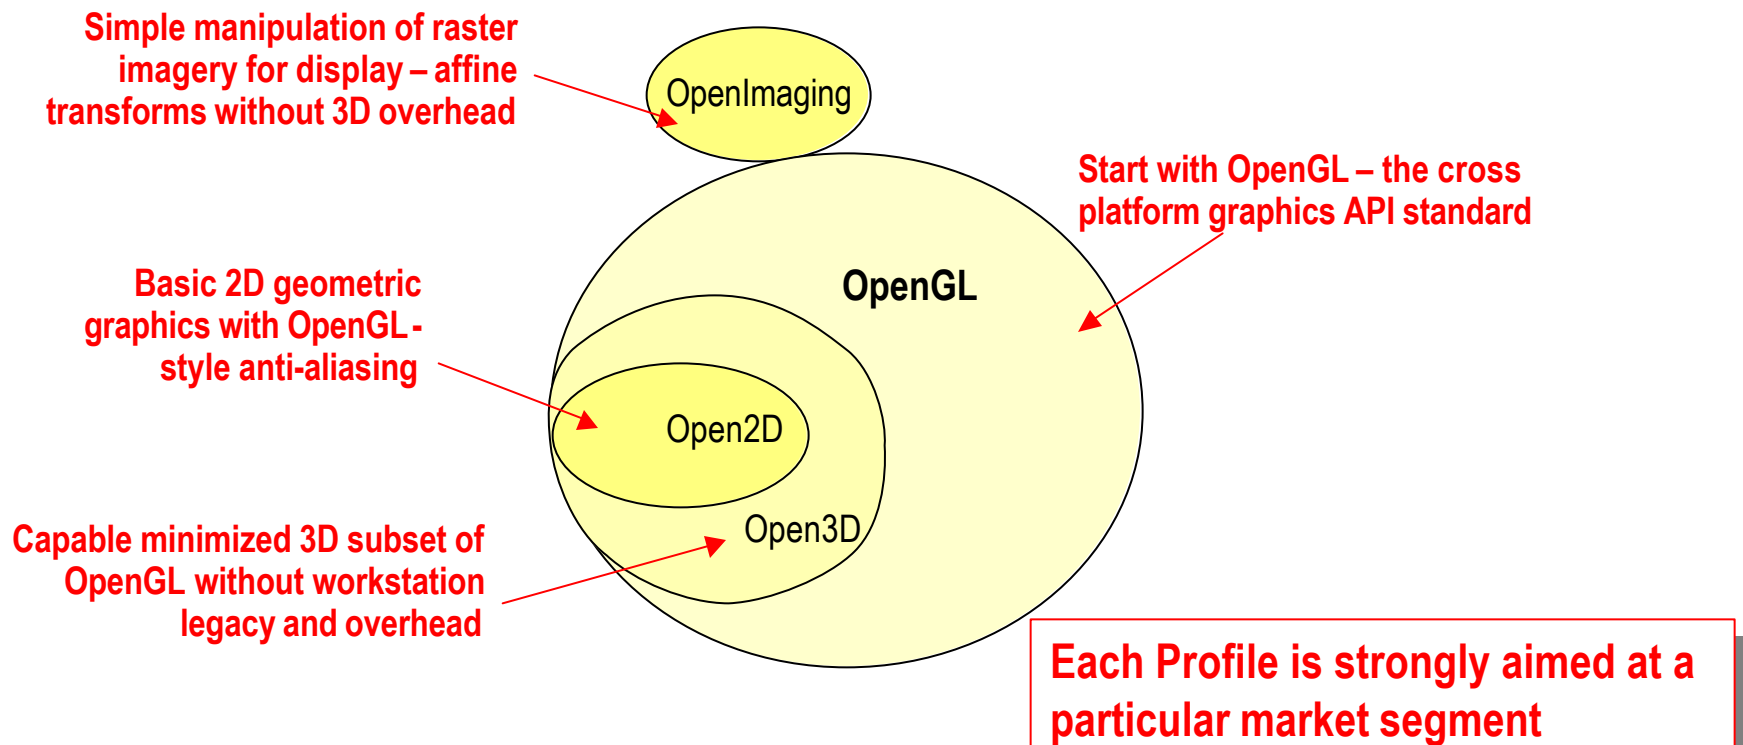 Simple manipulation of raster
imagery for display – affine
transforms without 3D overhead
OpenImaging
Start with OpenGL – the cross
platform graphics API standard
OpenGL
Basic 2D geometric
graphics with OpenGL-
style anti-aliasing
Open2D
Open3D
Capable minimized 3D subset of
OpenGL without workstation
legacy and overhead
Each Profile is strongly aimed at a
particular market segment